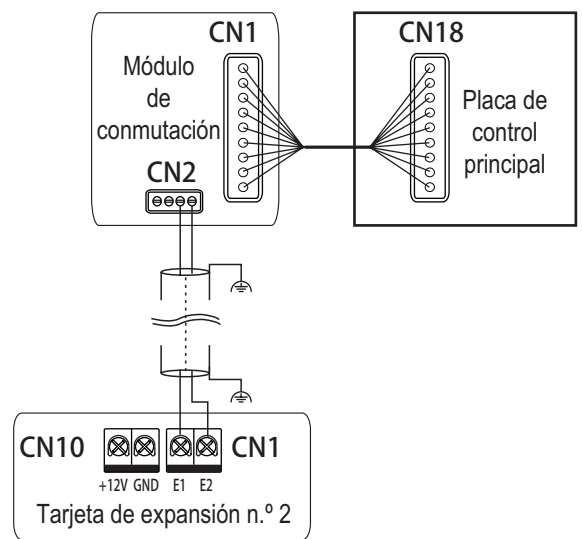 CN1
Módulo
de
conmutación
CN2
CN18
Placa de
control
principal
CN10
CN1
+12V GND E1 E2
Tarjeta de expansión n.º 2